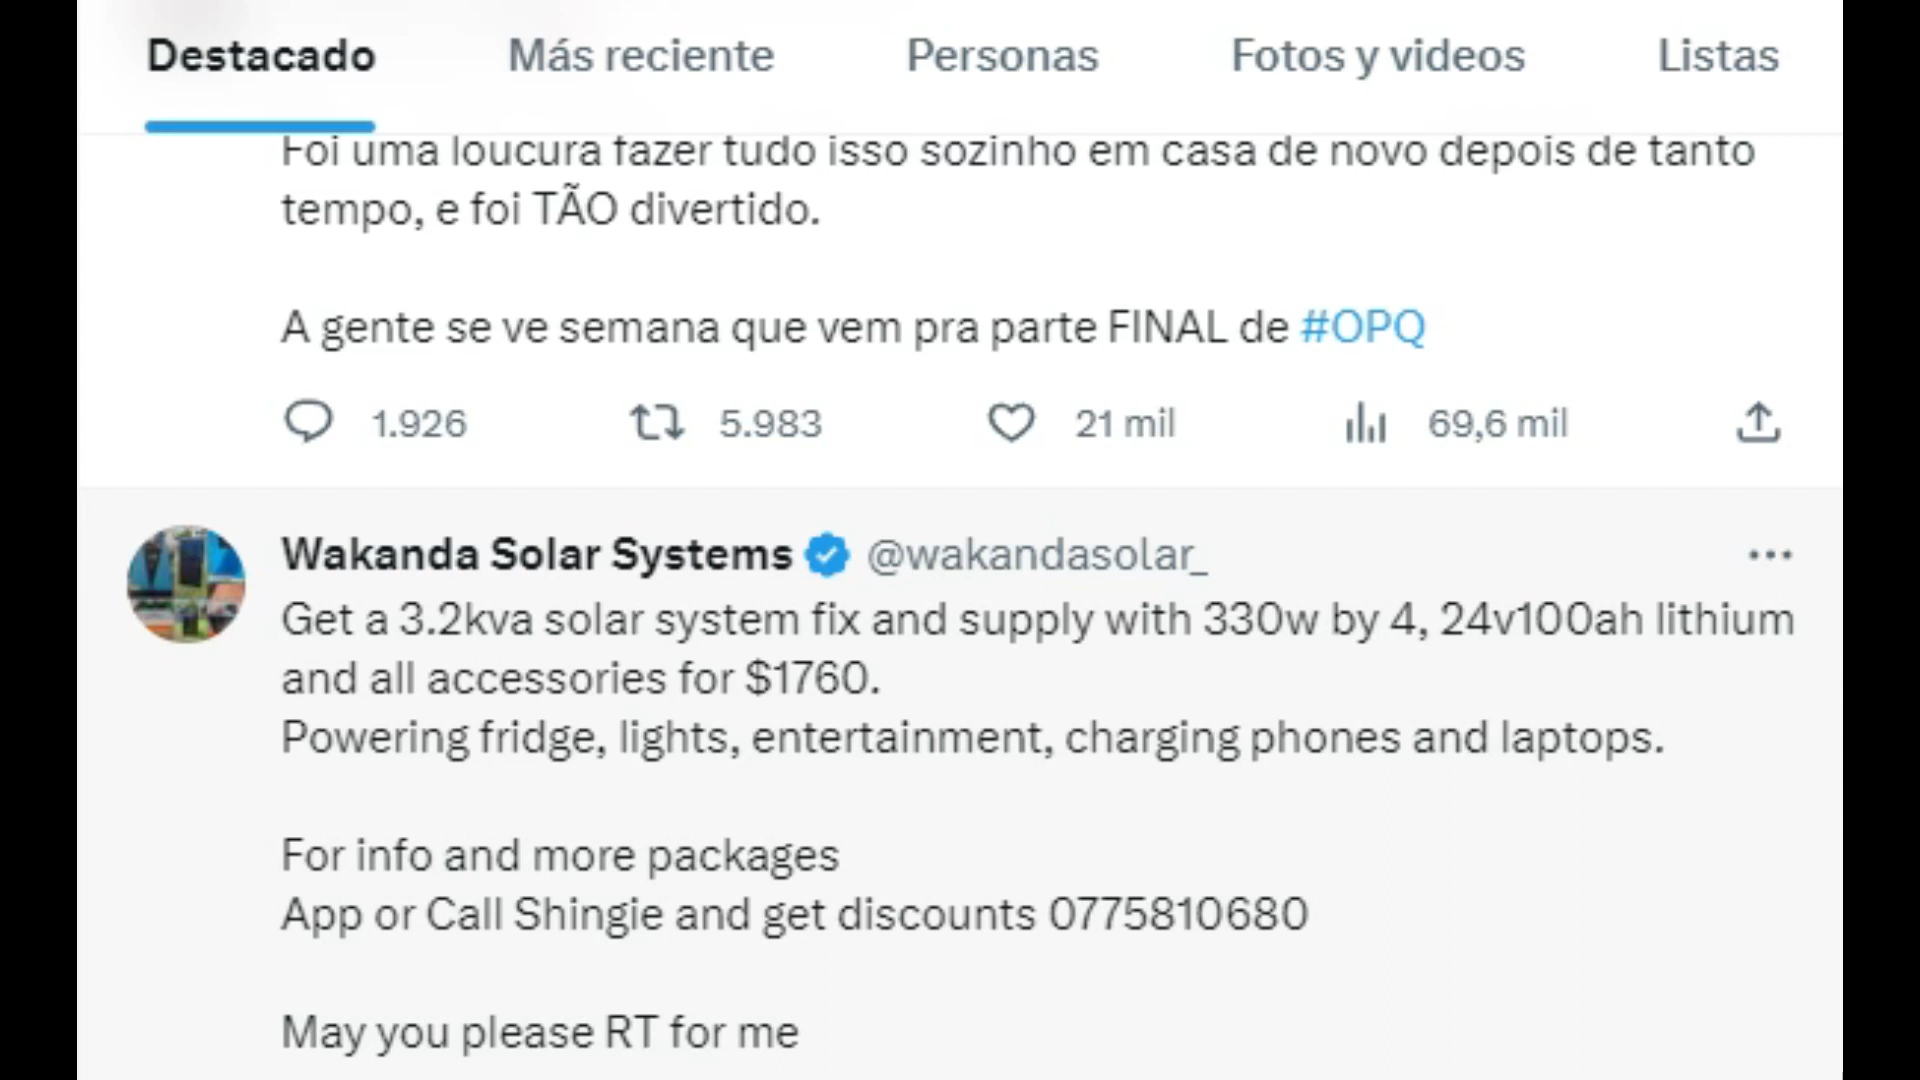 Destacado Más reciente Personas Fotos y videos Listas
Foi uma loucura fazer tudo isso sozinho em casa de novo depois de tanto
tempo, e foi TÃO divertido.
A gente se ve semana que vem pra parte FINAL de #OPQ
1.926 5.983 21 mil 69,6 mil
Wakanda Solar Systems @wakandasolar_
Get a 3.2kva solar system fix and supply with 330w by 4, 24v100ah lithium
and all accessories for $1760.
Powering fridge, lights, entertainment, charging phones and laptops.
For info and more packages
App or Call Shingie and get discounts 0775810680
May you please RT for me